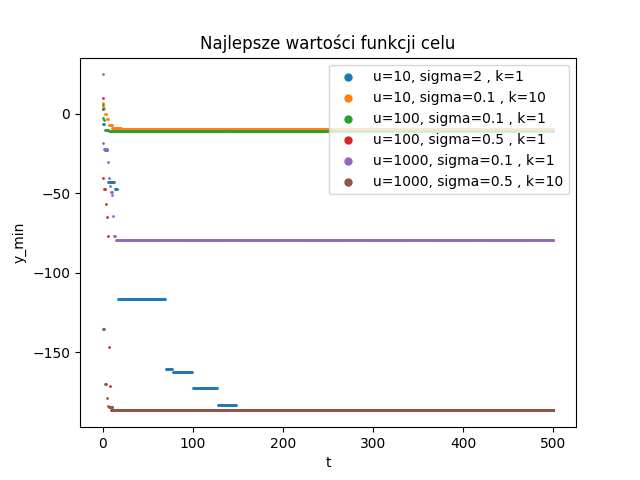 Najlepsze wartości funkcji celu
u=10, sigma=2 , k=1
u=10, sigma=0.1 , k=10
u=100, sigma=0.1 , k=1
u=100, sigma=0.5 , k=1
u=1000, sigma=0.1 , k=1
u=1000, sigma=0.5 , k=10
y_min
0
−50
−100
−150
0 100 200 300 400 500
t